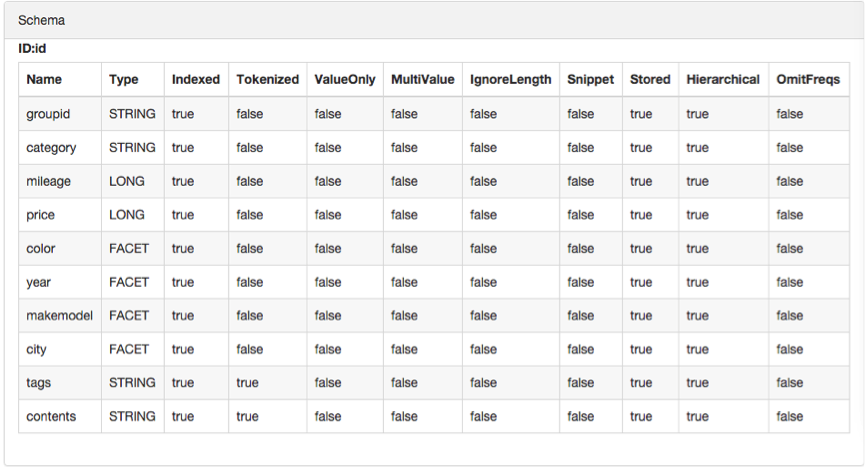 Schema
ID:id
Name Type Indexed Tokenized ValueOnly MultiValue IgnoreLength Snippet Stored Hierarchical OmitFreqs
groupid STRING true false false false false false true true false
category STRING true false false false false false true true false
mileage LONG true false false false false false true true false
price LONG true false false false false false true true false
color FACET true false false false false false true true false
year FACET true false false false false false true true false
makemodel FACET true false false false false false true true false
city FACET true false false false false false true true false
tags STRING true true false false false false true true false
contents STRING true true false false false false true true false